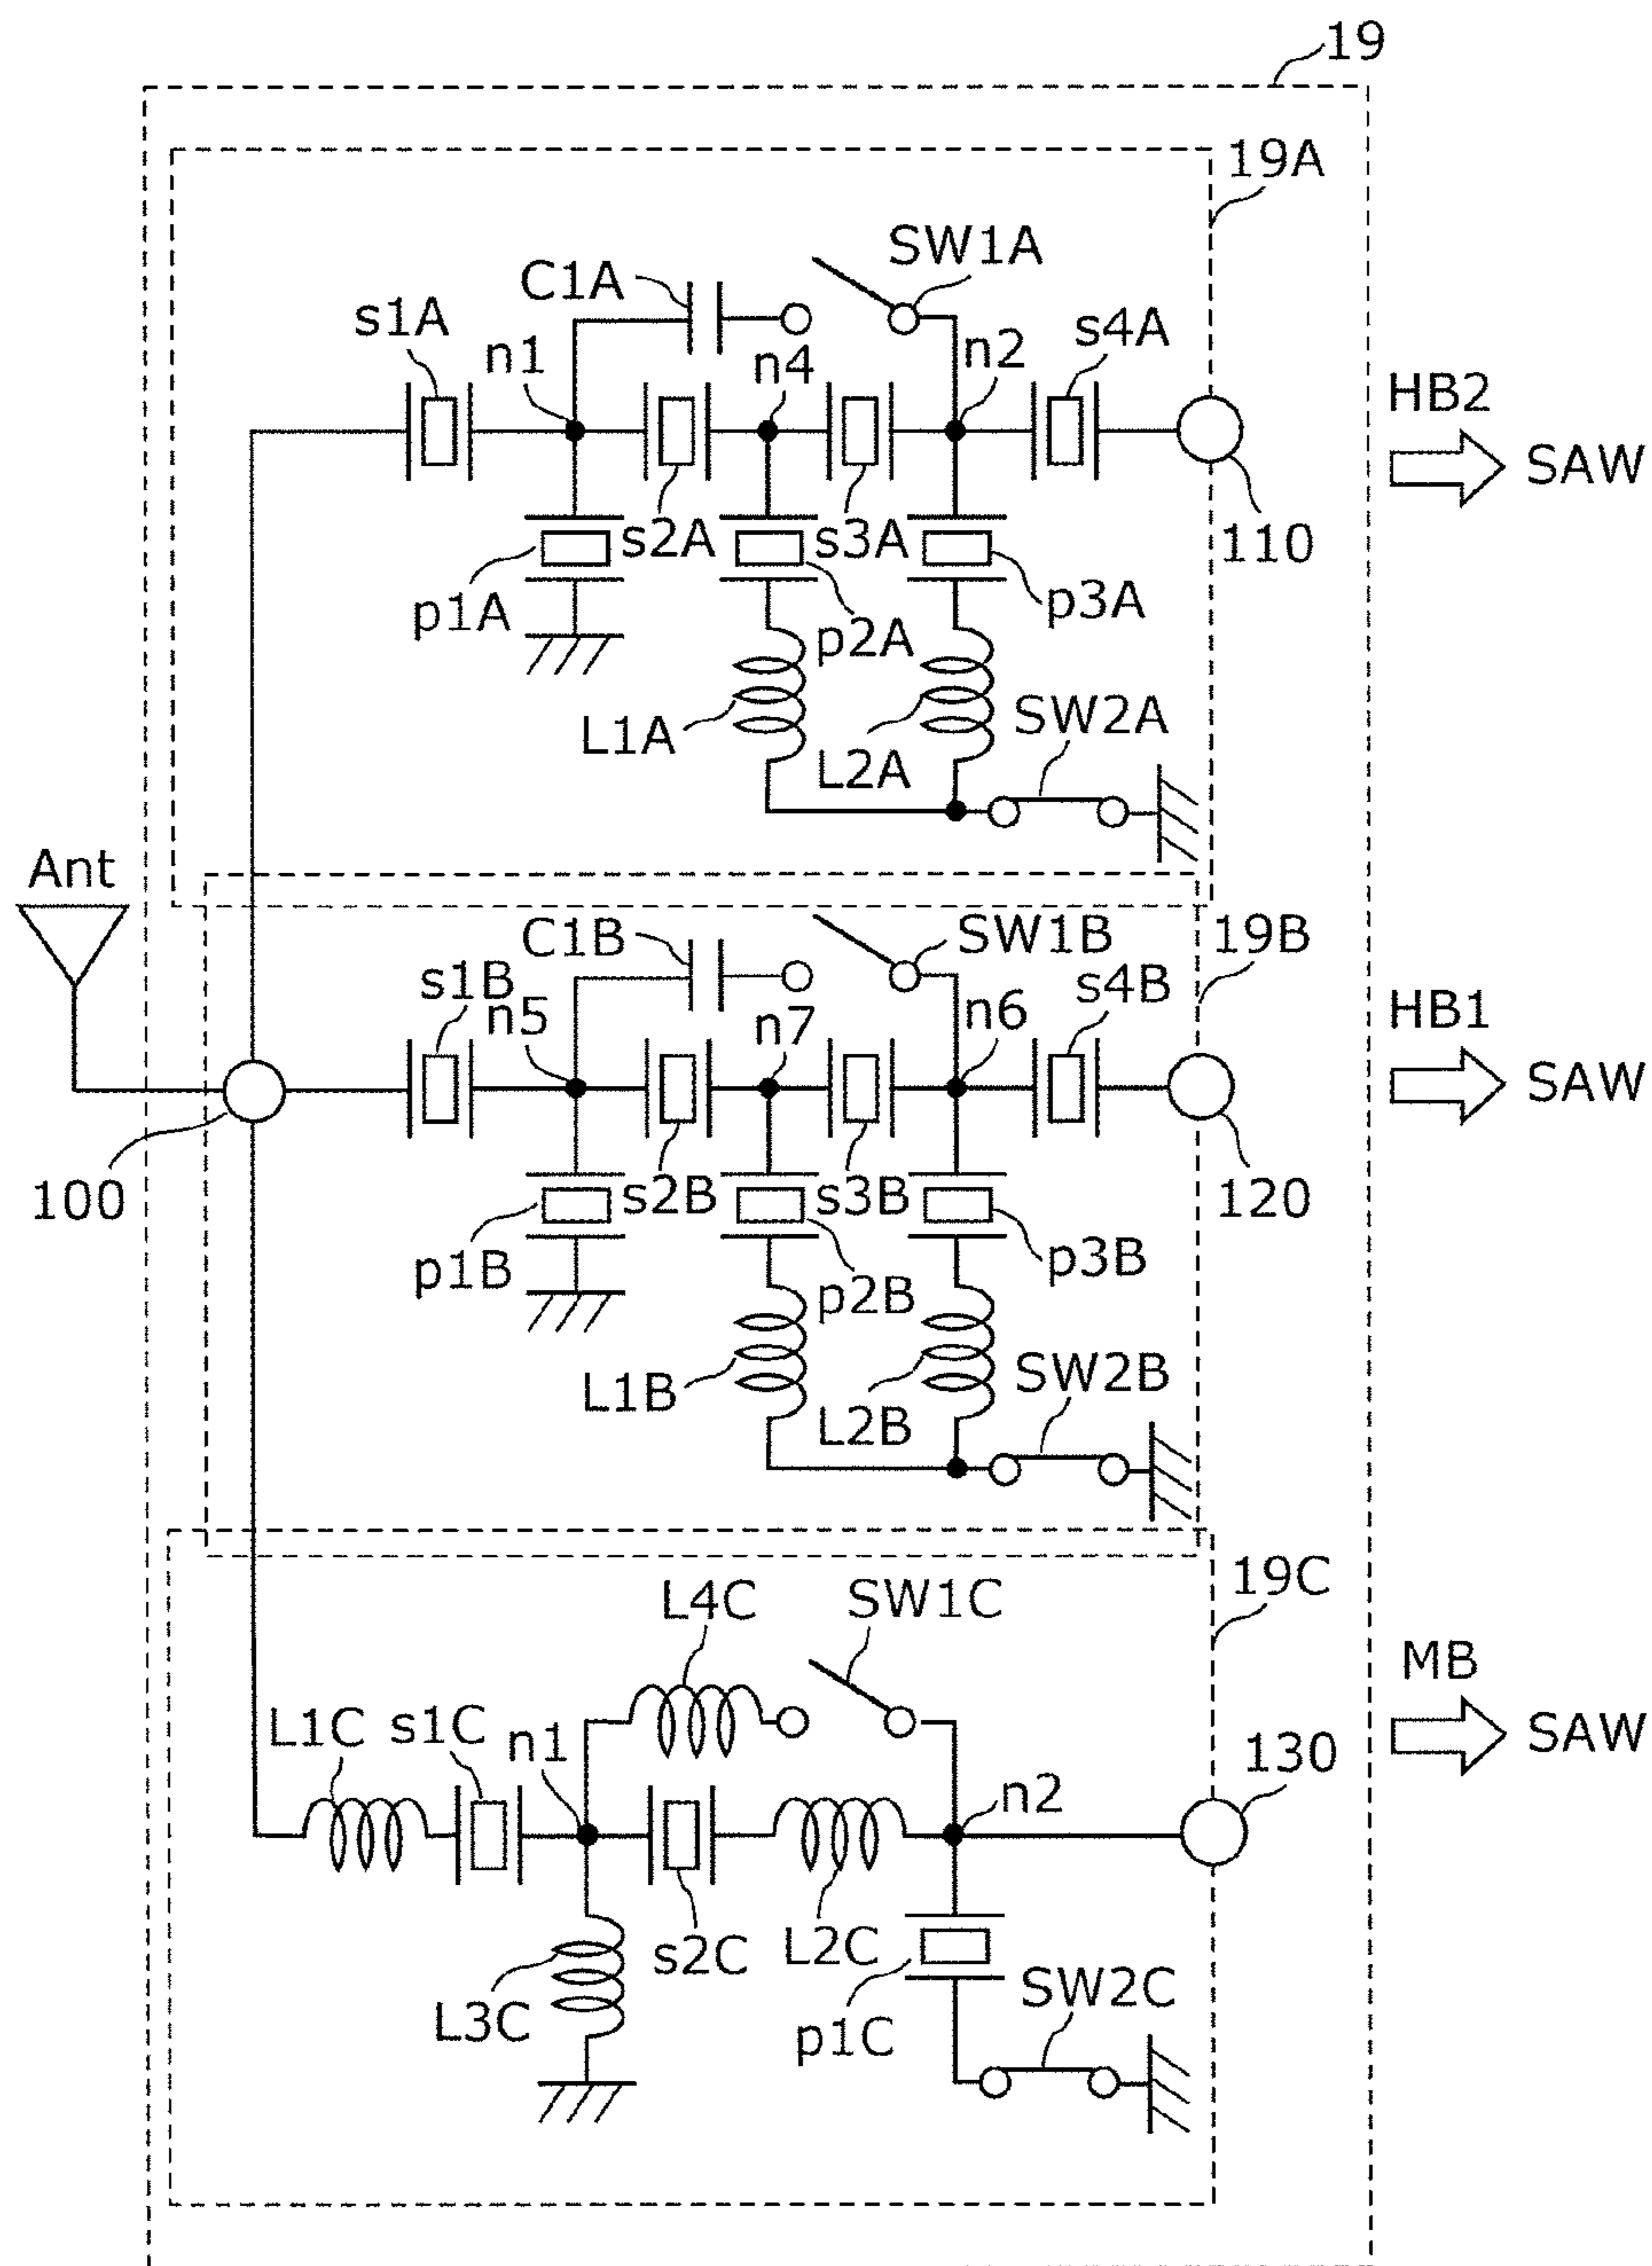 19
19A
SW1A
C1A
s1A
n1
n4
n2
s4A
HB2
SAW
s2A
s3A
110
p1A
p2A
p3A
L1A
L2A
SW2A
Ant
C1B
SW1B
19B
s1B
n5
n7
n6
s4B
HB1
SAW
100
s2B
s3B
120
p1B
p2B
p3B
L1B
L2B
SW2B
19C
L4C
SW1C
MB
SAW
L1C
s1C
n1
n2
130
s2C
L2C
L3C
p1C
SW2C